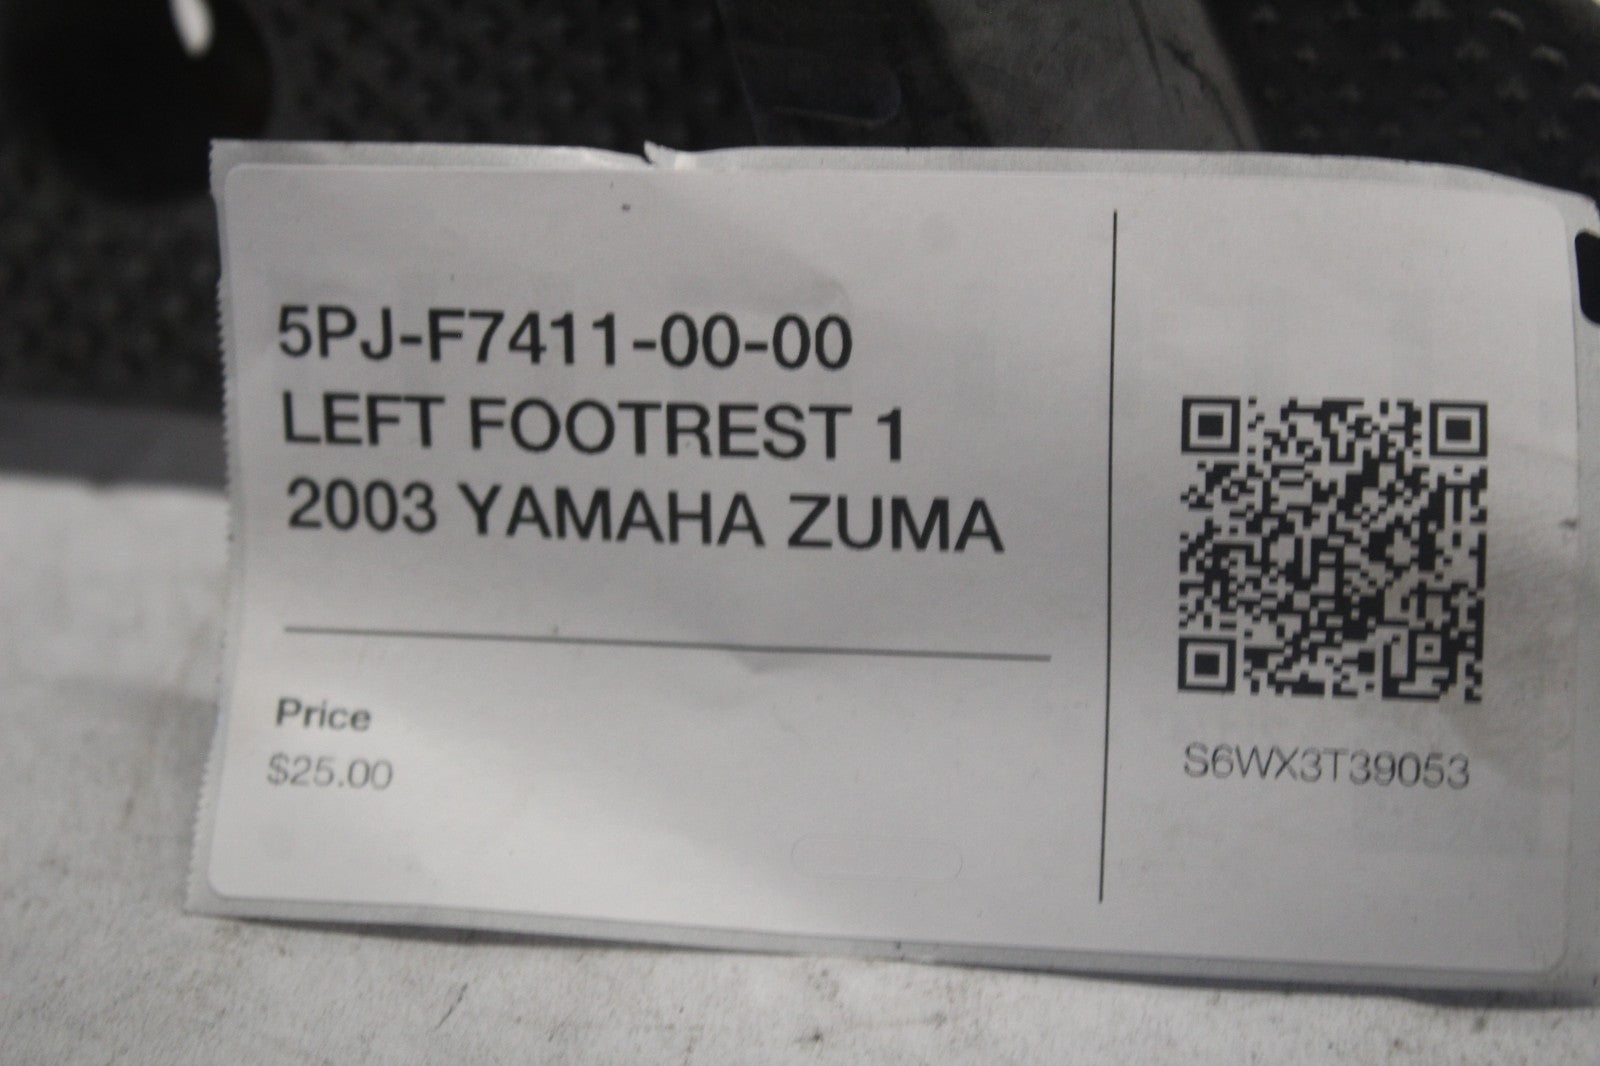 5PJ-F7411-00-00
LEFT FOOTREST 1
2003 YAMAHA ZUMA
Price
$25.00
S6WX3T39053